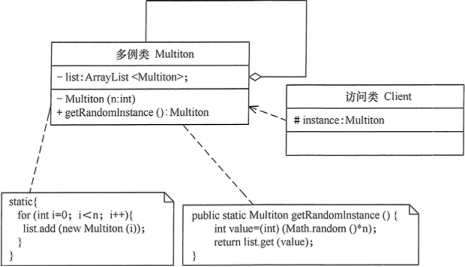 多例类 Multiton
- list:ArrayList <Multiton>;
- Multiton (n:int)
+ getRandomInstance (): Multiton
访问类 Client
# instance:Multiton
static{
for (int i=0; i<n; i++){
list.add (new Multiton (i));
}
}
public static Multiton getRandomInstance () {
int value=(int) (Math.random ()*n);
return list.get (value);
}